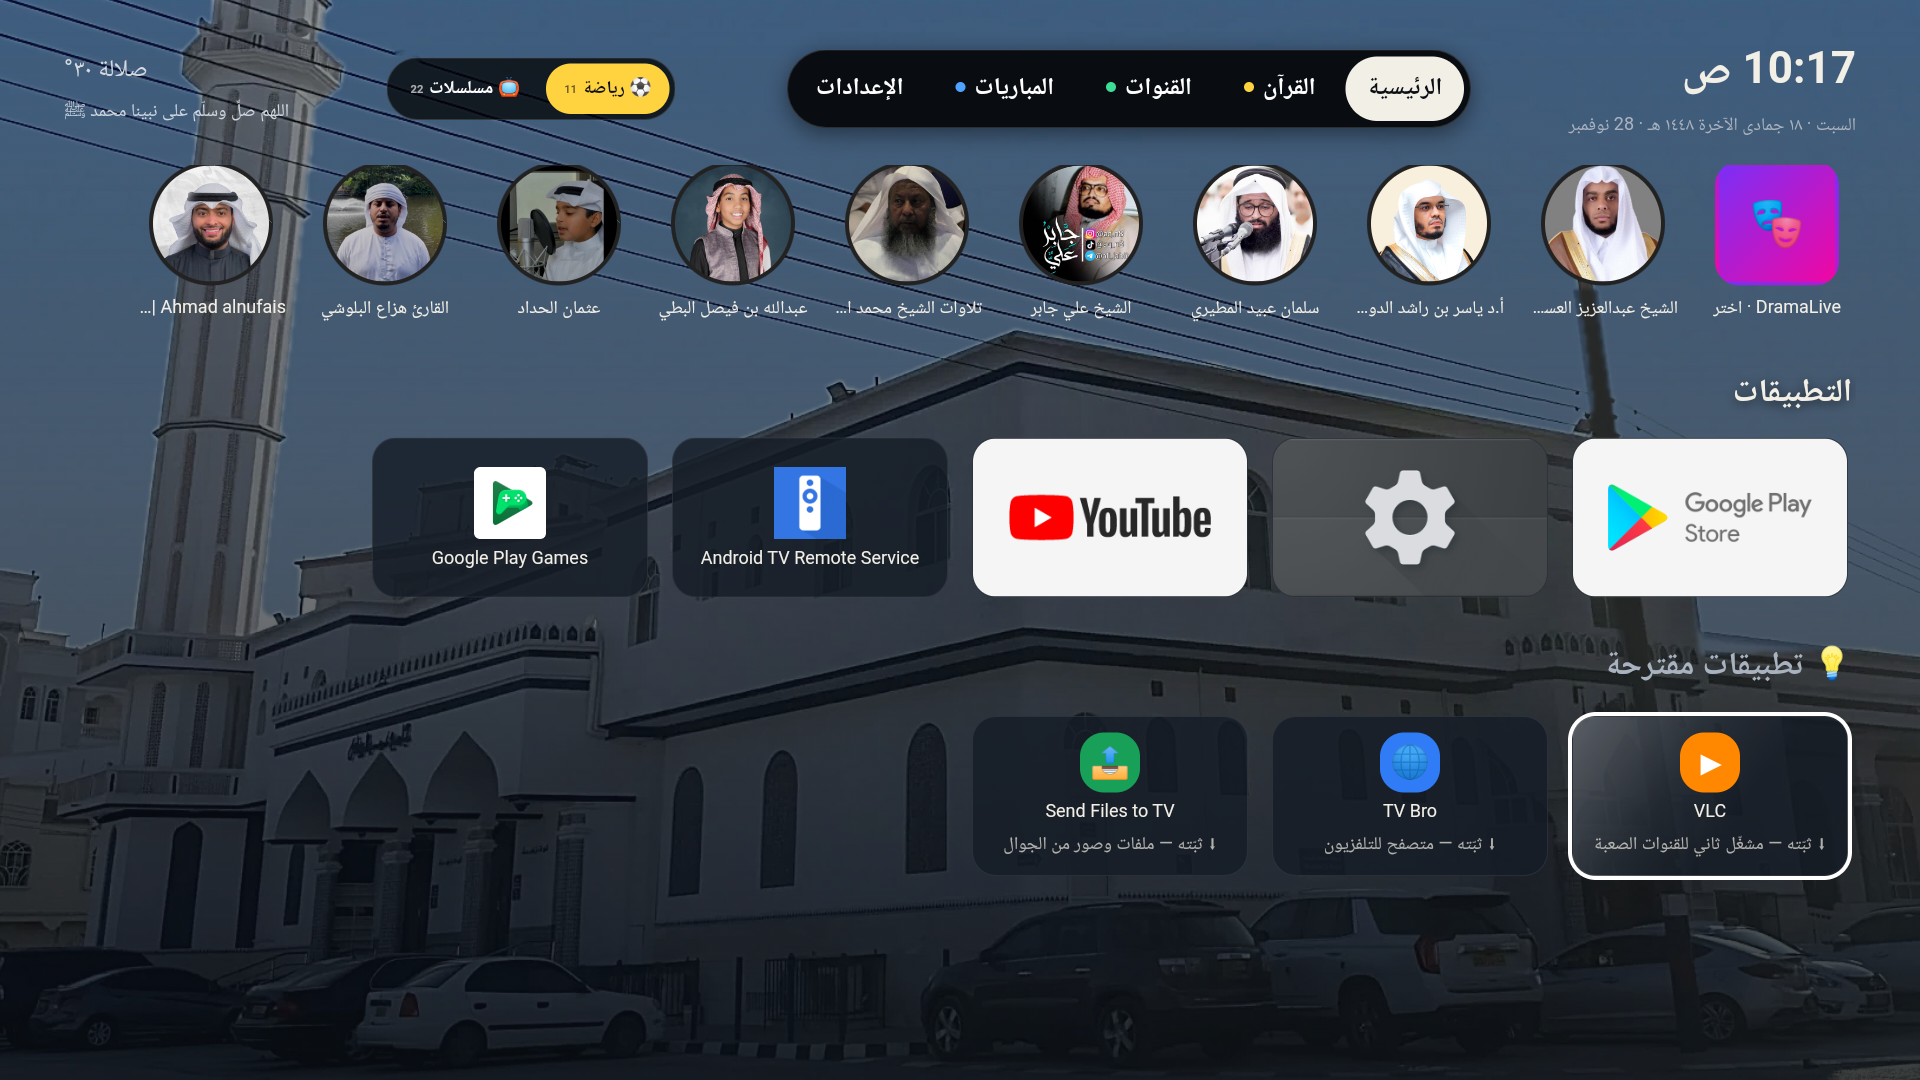 10:17 ص
السبت · ١٨ جمادى الآخرة ١٤٤٨ هـ · 28 نوفمبر
الرئيسية
القرآن
القنوات
المباريات
الإعدادات
رياضة 11
مسلسلات 22
صلالة ٣٠°
اللهم صلِّ وسلّم على نبينا محمد ﷺ
DramaLive · اختر
الشيخ عبدالعزيز العسـ...
أ.د ياسر بن راشد الدو...
سلمان عبيد المطيري
جابر علي
الشيخ علي جابر
تلاوات الشيخ محمد ا...
عبدالله بن فيصل البطي
عثمان الحداد
القارئ هزاع البلوشي
Ahmad alnufais |...
التطبيقات
Google Play Store
YouTube
Android TV Remote Service
Google Play Games
تطبيقات مقترحة
VLC
⬇ ثبّته — مشغّل ثاني للقنوات الصعبة
TV Bro
⬇ ثبّته — متصفح للتلفزيون
Send Files to TV
⬇ ثبّته — ملفات وصور من الجوال